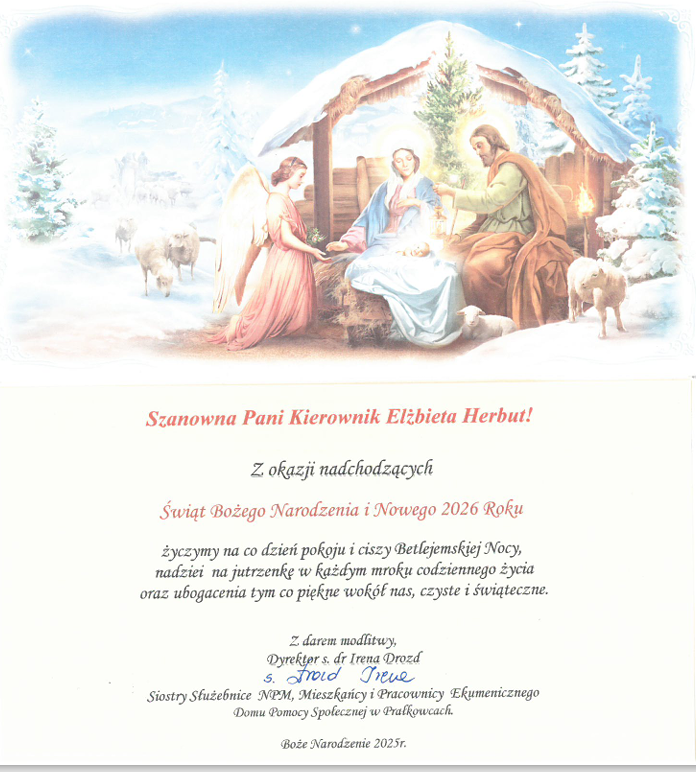 Szanowna Pani Kierownik Elżbieta Herbut!
Z okazji nadchodzących
Świąt Bożego Narodzenia i Nowego 2026 Roku
życzymy na co dzień pokoju i ciszy Betlejemskiej Nocy,
nadziei na jutrzenkę w każdym mroku codziennego życia
oraz ubogacenia tym co piękne wokół nas, czyste i świąteczne.
Z darem modlitwy,
Dyrektor s. dr Irena Drozd
s. Drozd Irena
Siostry Służebnice NPM, Mieszkańcy i Pracownicy Ekumenicznego
Domu Pomocy Społecznej w Prałkowcach.
Boże Narodzenie 2025r.